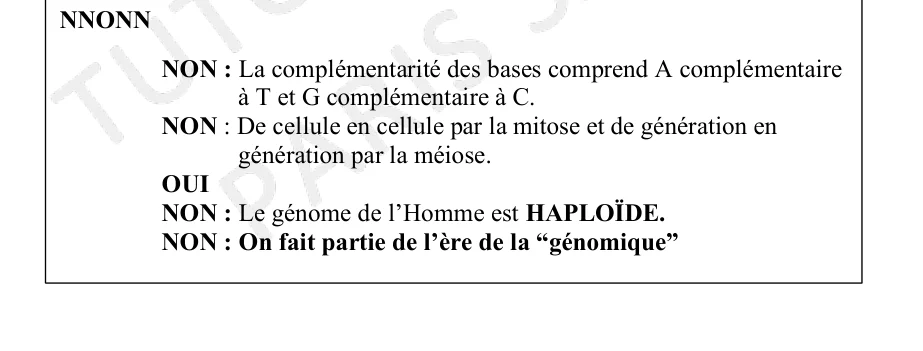 NNONN
NON : La complémentarité des bases comprend A complémentaire
à T et G complémentaire à C.
NON : De cellule en cellule par la mitose et de génération en
génération par la méiose.
OUI
NON : Le génome de l’Homme est HAPLOÏDE.
NON : On fait partie de l’ère de la “génomique”